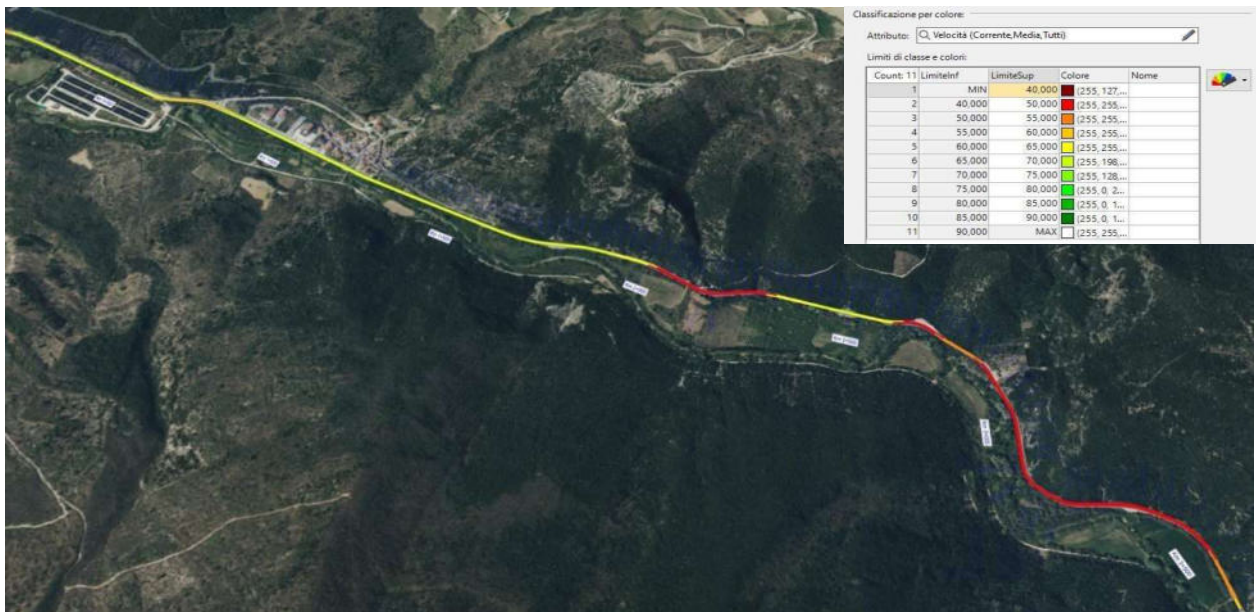 Classificazione per colore:
Attributo: Velocità (Corrente,Media,Tutti)
Limiti di classe e colori:
Count: 11 LimiteInf LimiteSup Colore Nome
1 MIN 40,000 (255, 127,...
2 40,000 50,000 (255, 255,...
3 50,000 55,000 (255, 255,...
4 55,000 60,000 (255, 255,...
5 60,000 65,000 (255, 255,...
6 65,000 70,000 (255, 198,...
7 70,000 75,000 (255, 128,...
8 75,000 80,000 (255, 0, 2...
9 80,000 85,000 (255, 0, 1...
10 85,000 90,000 (255, 0, 1...
11 90,000 MAX (255, 255,...